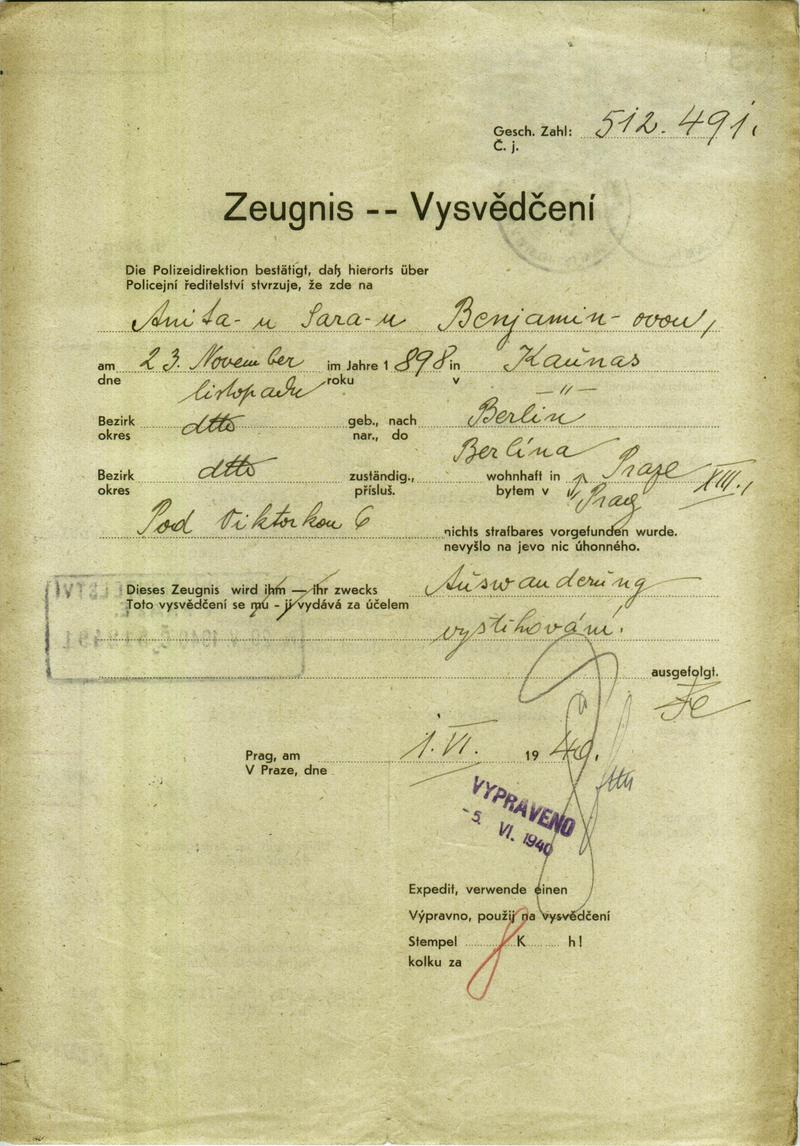 Gesch. Zahl: 512.491.
Č. j.
Zeugnis -- Vysvědčení
Die Polizeidirektion bestätigt, daß hierorts über
Policejní ředitelství stvrzuje, že zde na
Anita-u Sara-u Benjamin-ovou,
am 23. November im Jahre 1898 in Kaunas
dne listopadu roku v -"-
Bezirk dtto geb., nach Berlin
okres nar., do Berlína
Bezirk dtto zuständig., wohnhaft in Praze XIII.,
okres přísluš. bytem v Prag
Pod Viktorkou 6 nichts strafbares vorgefunden wurde.
nevyšlo na jevo nic úhonného.
Dieses Zeugnis wird ihm — ihr zwecks Auswanderung
Toto vysvědčení se mu - jí vydává za účelem
vystěhování.
ausgefolgt.
Prag, am 1. VI. 1940.
V Praze, dne
VYPRAVENO
-5. VI. 1940
Expedit, verwende einen
Výpravno, použij na vysvědčení
Stempel K h!
kolku za